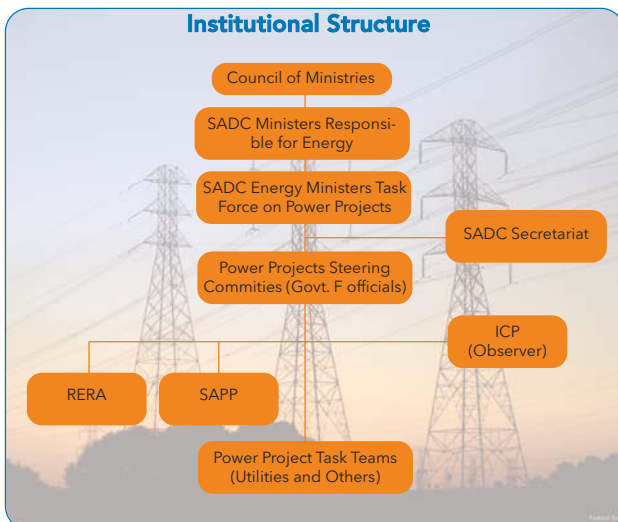 Institutional Structure
Council of Ministries
SADC Ministers Responsi-
ble for Energy
SADC Energy Ministers Task
Force on Power Projects
SADC Secretariat
Power Projects Steering
Commities (Govt. F officials)
ICP
(Observer)
RERA
SAPP
Power Project Task Teams
(Utilities and Others)